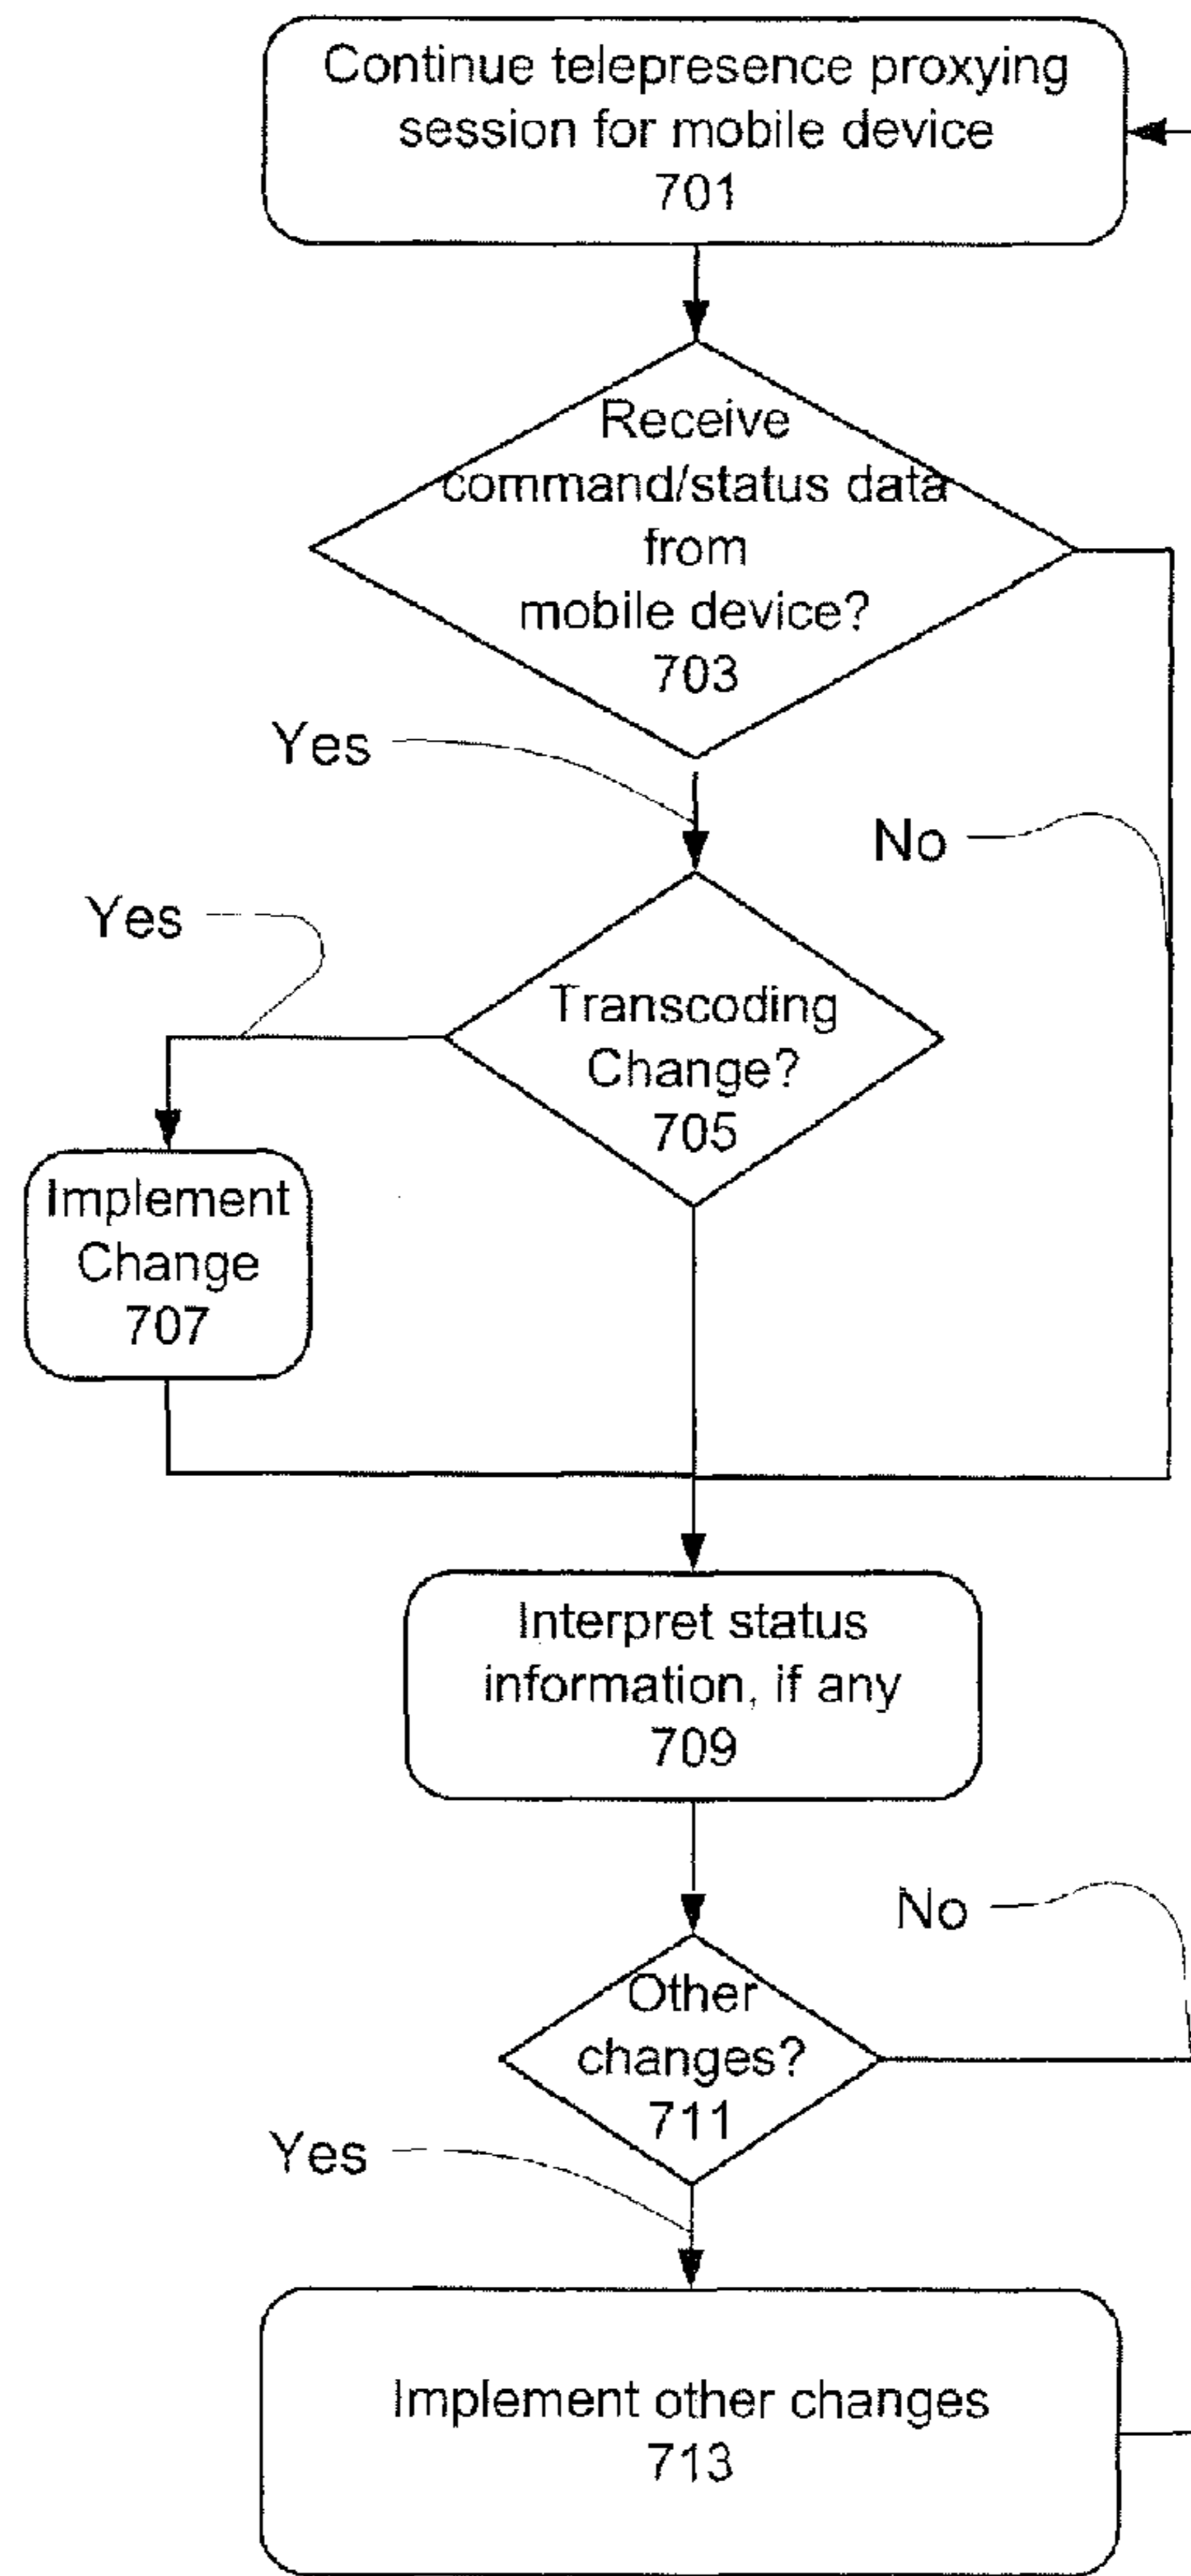 Continue telepresence proxying
session for mobile device
701
Receive
command/status data
from
mobile device?
703
Yes
No
Yes
Transcoding
Change?
705
Implement
Change
707
Interpret status
information, if any
709
No
Other
changes?
711
Yes
Implement other changes
713